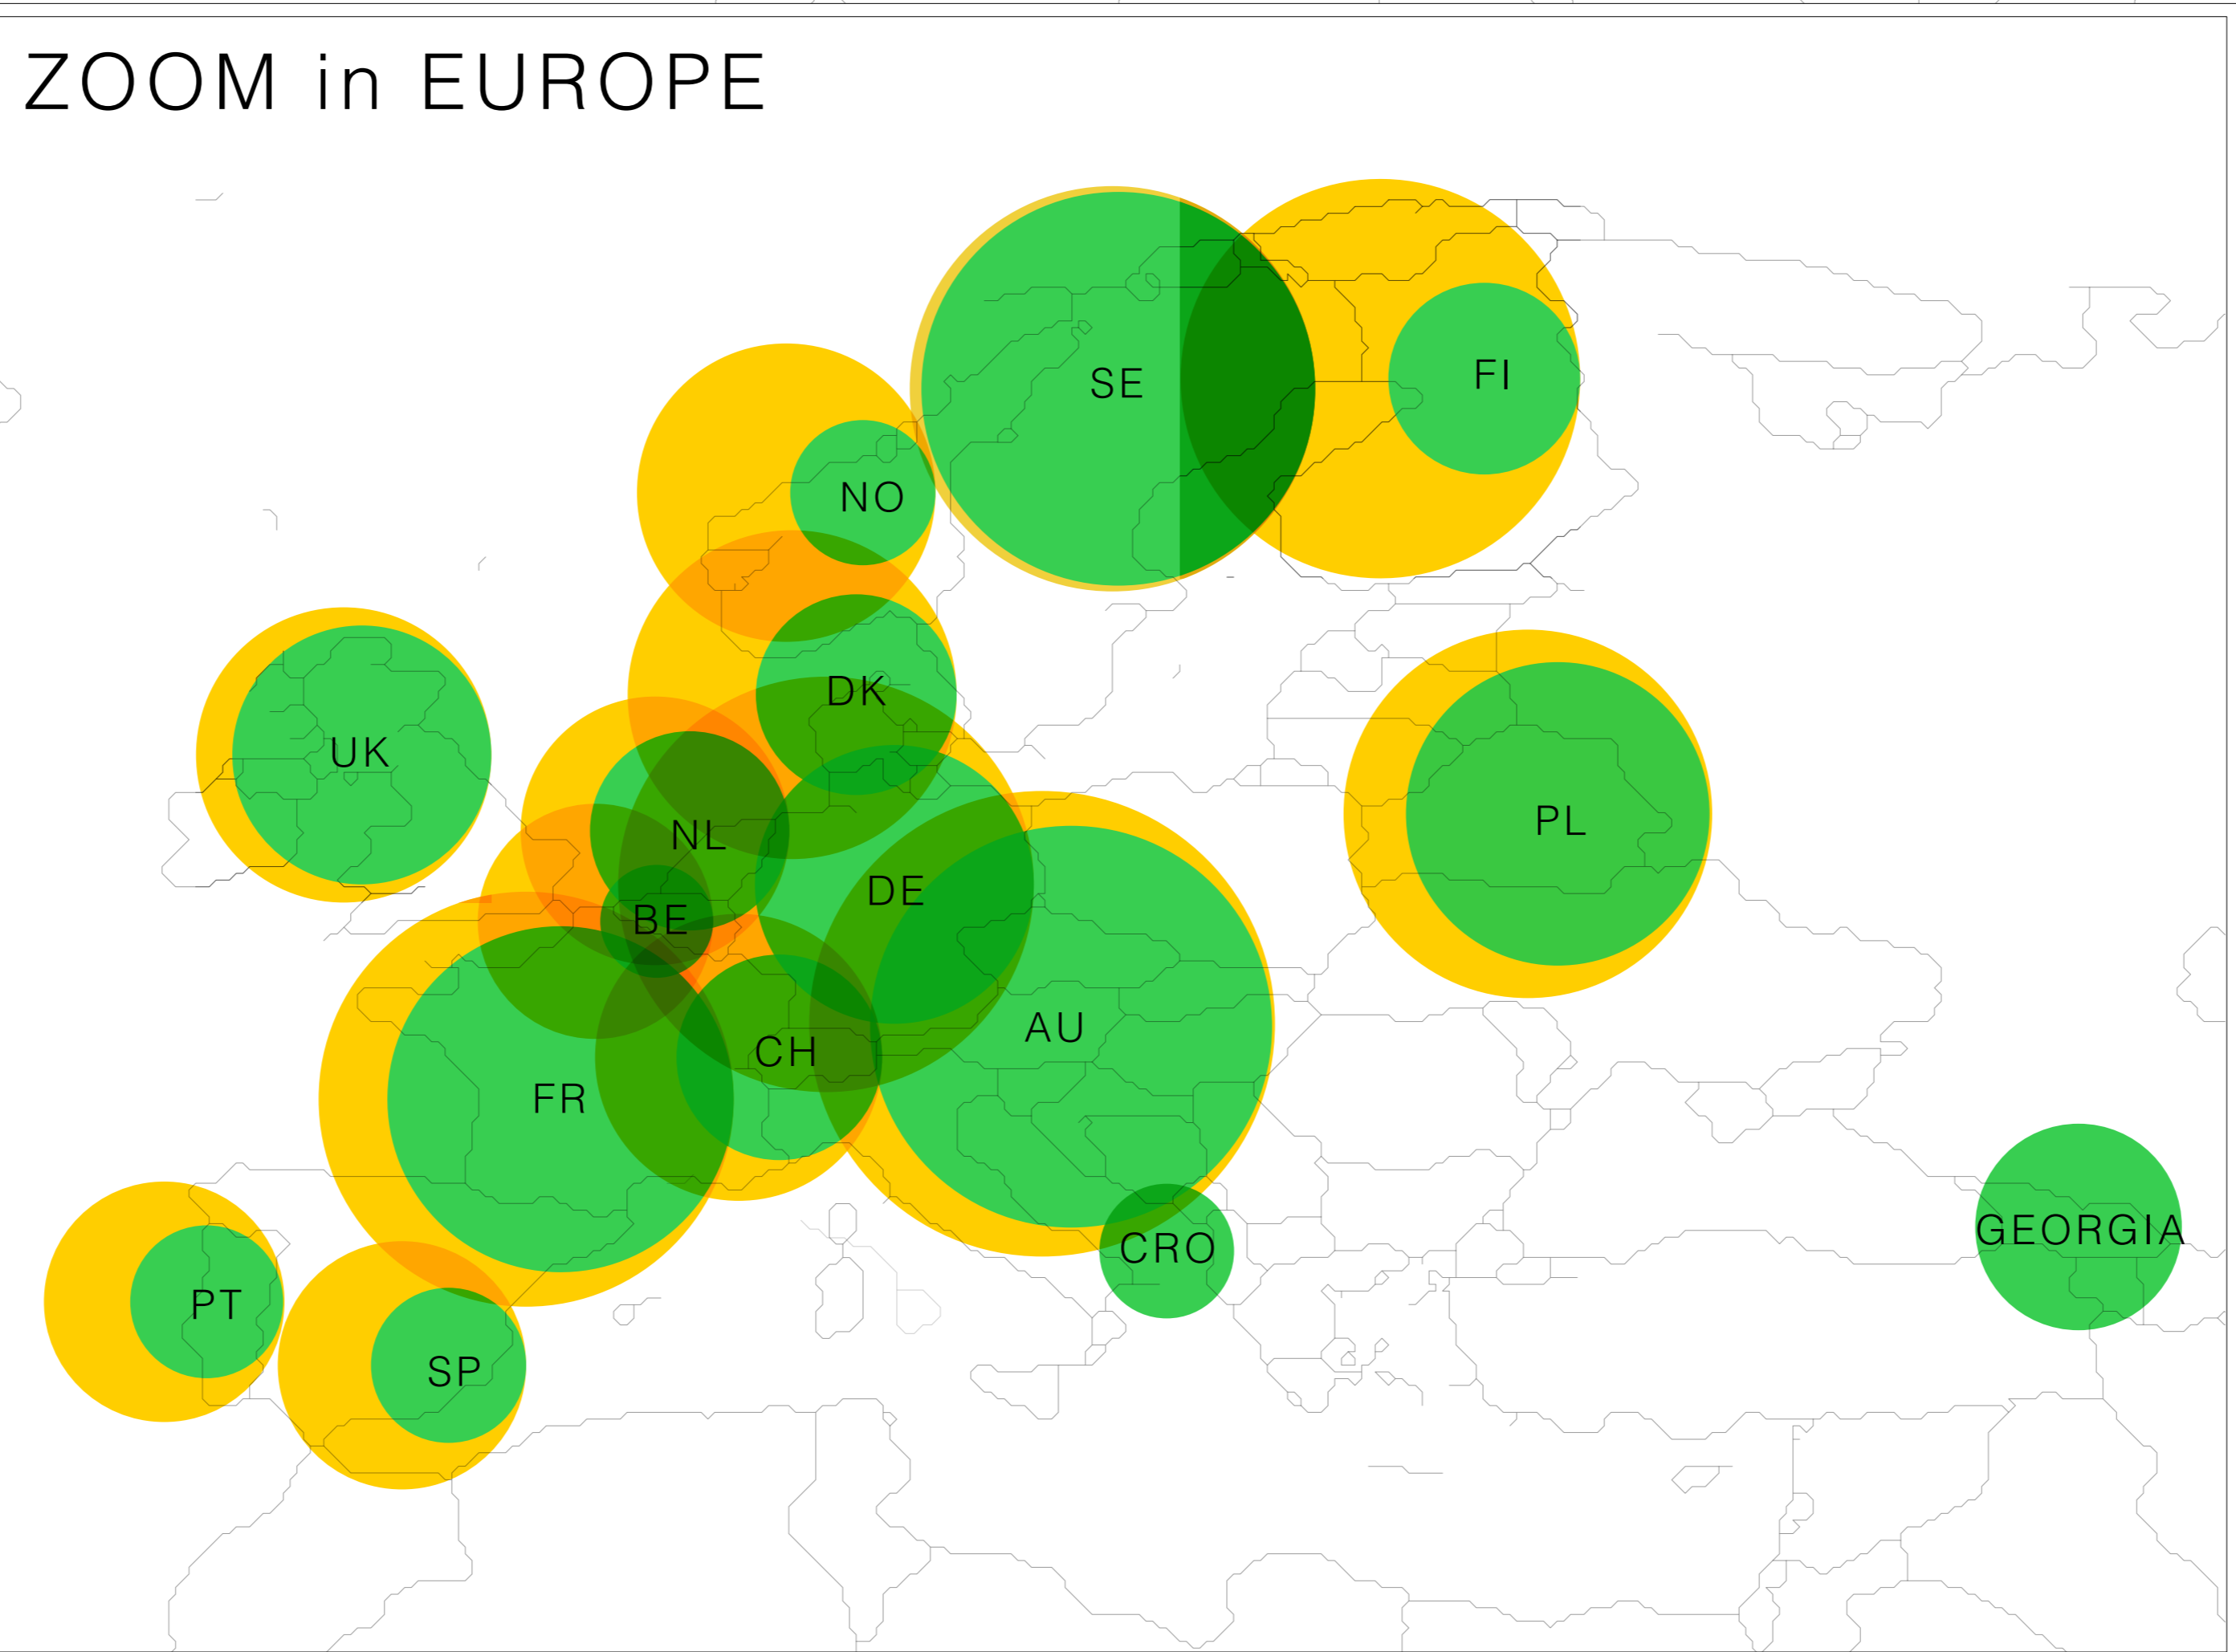 ZOOM in EUROPE
SE
FI
NO
DK
UK
NL
PL
DE
BE
AU
CH
FR
CRO
GEORGIA
PT
SP